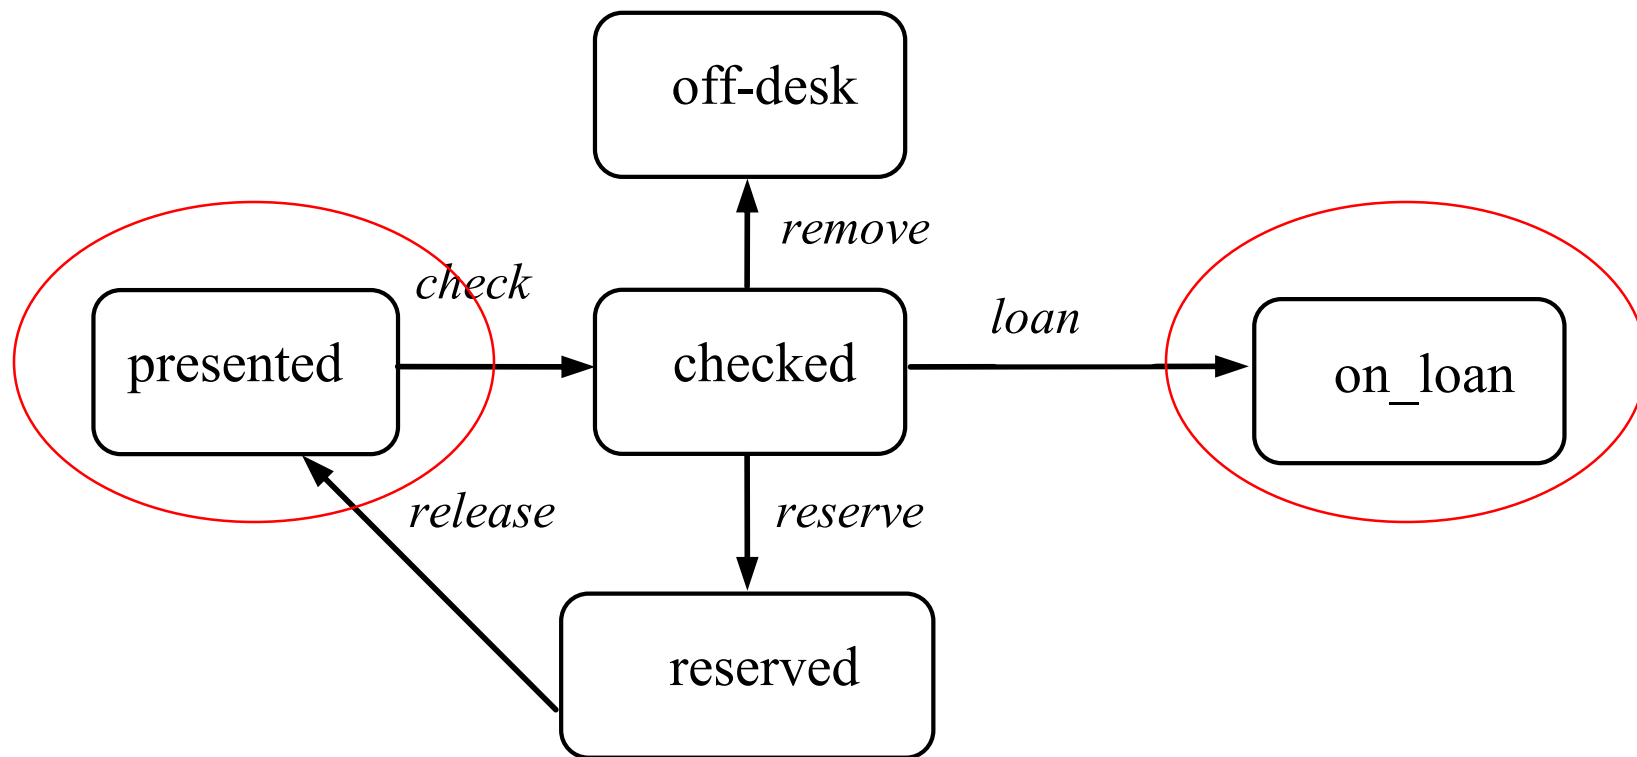 off-desk
remove
check
loan
presented
checked
on_loan
release
reserve
reserved